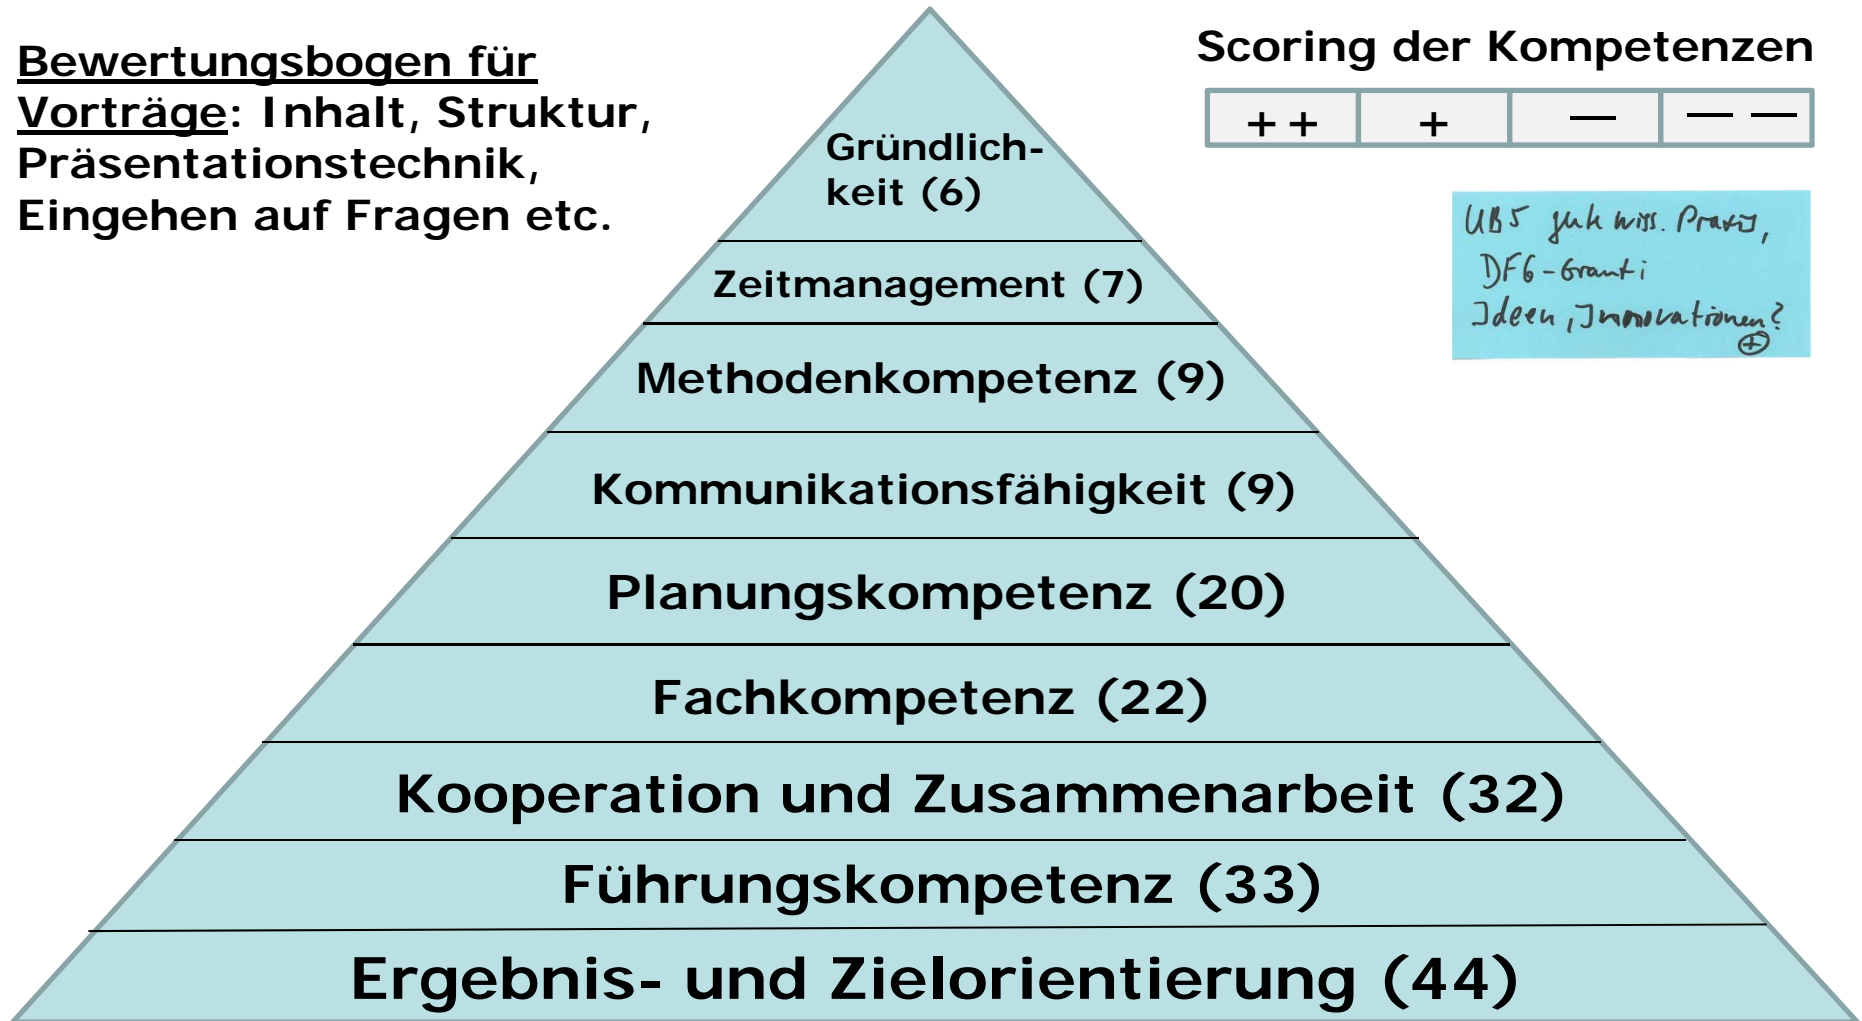 Bewertungsbogen für
Vorträge: Inhalt, Struktur,
Präsentationstechnik,
Eingehen auf Fragen etc.
Scoring der Kompetenzen
++ + — — —
UB5 gute wiss. Praxis,
DFG-Grant;
Ideen, Innovationen?
+
Gründlich-
keit (6)
Zeitmanagement (7)
Methodenkompetenz (9)
Kommunikationsfähigkeit (9)
Planungskompetenz (20)
Fachkompetenz (22)
Kooperation und Zusammenarbeit (32)
Führungskompetenz (33)
Ergebnis- und Zielorientierung (44)